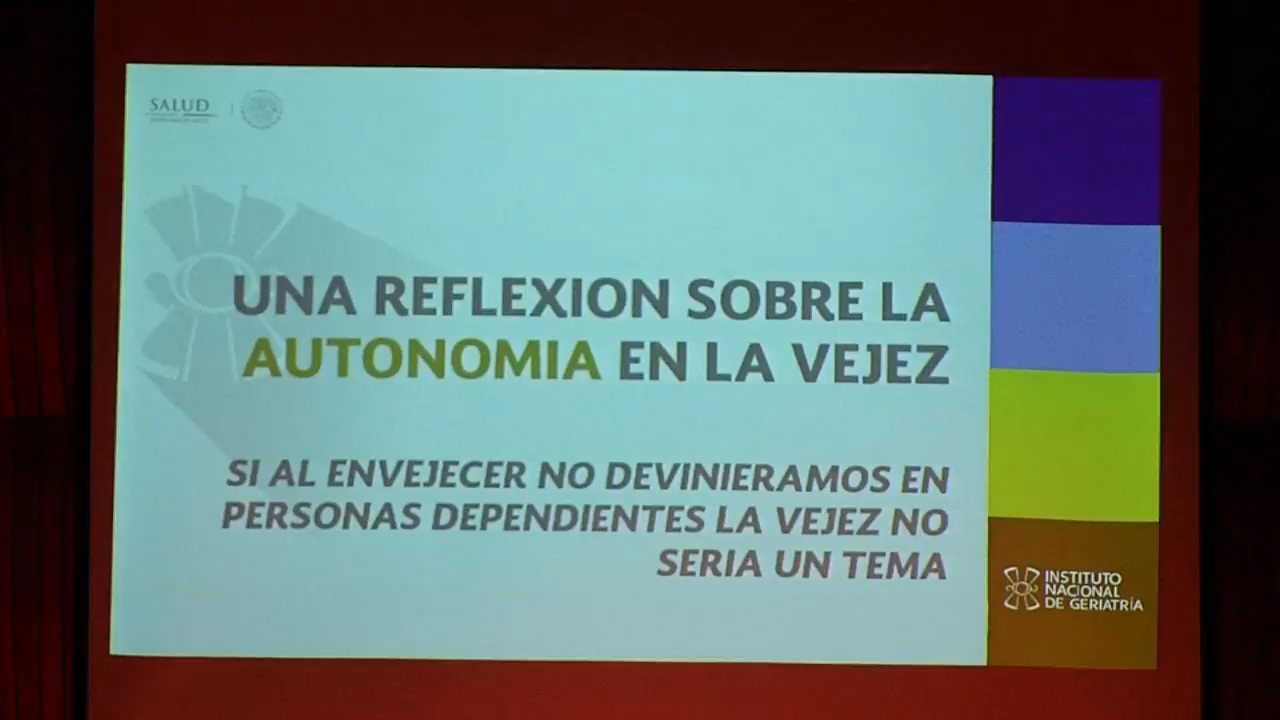 SALUD
UNA REFLEXION SOBRE LA
AUTONOMIA EN LA VEJEZ
SI AL ENVEJECER NO DEVINIERAMOS EN
PERSONAS DEPENDIENTES LA VEJEZ NO
SERIA UN TEMA
INSTITUTO
NACIONAL
DE GERIATRÍA